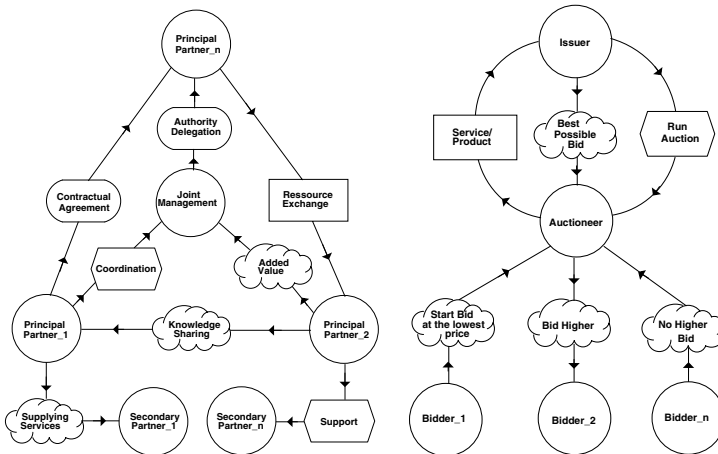 Principal
Partner_n
Authority
Delegation
Contractual
Agreement
Joint
Management
Ressource
Exchange
Coordination
Added
Value
Principal
Partner_1
Knowledge
Sharing
Principal
Partner_2
Supplying
Services
Secondary
Partner_1
Secondary
Partner_n
Support
Issuer
Service/
Product
Best
Possible
Bid
Run
Auction
Auctioneer
Start Bid
at the lowest
price
Bid Higher
No Higher
Bid
Bidder_1
Bidder_2
Bidder_n